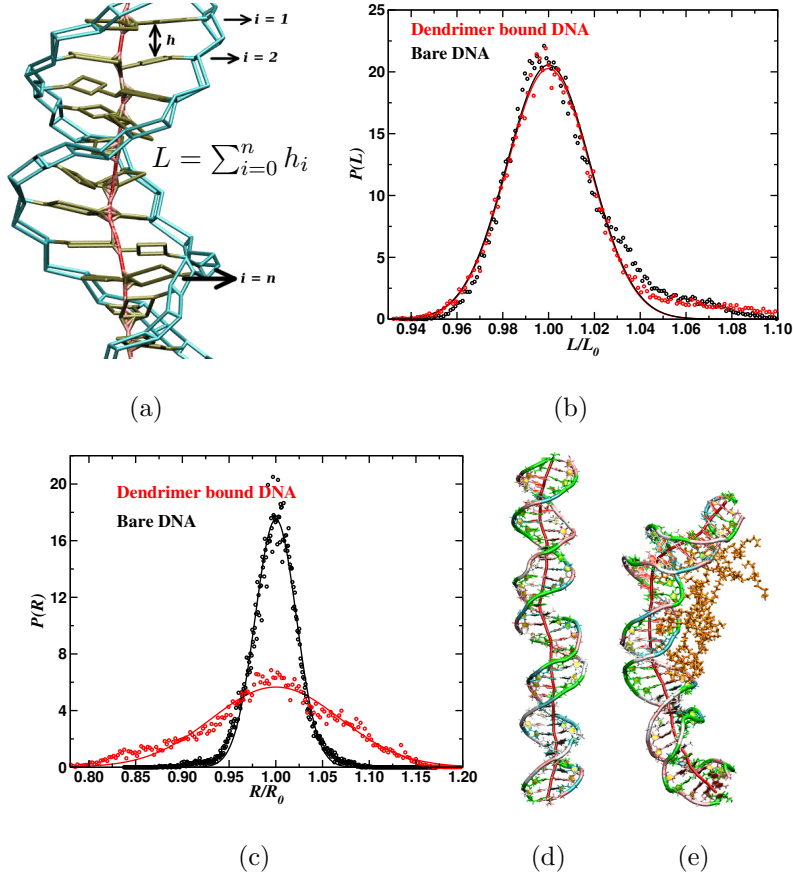 i = 1
h
i = 2
L = ∑_{i=0}^{n} h_i
i = n
(a)
Dendrimer bound DNA
Bare DNA
P(L)
25
20
15
10
5
0
0.94 0.96 0.98 1.00 1.02 1.04 1.06 1.08 1.10
L/L_0
(b)
Dendrimer bound DNA
Bare DNA
P(R)
20
16
12
8
4
0
0.80 0.85 0.90 0.95 1.00 1.05 1.10 1.15 1.20
R/R_0
(c)
(d)
(e)